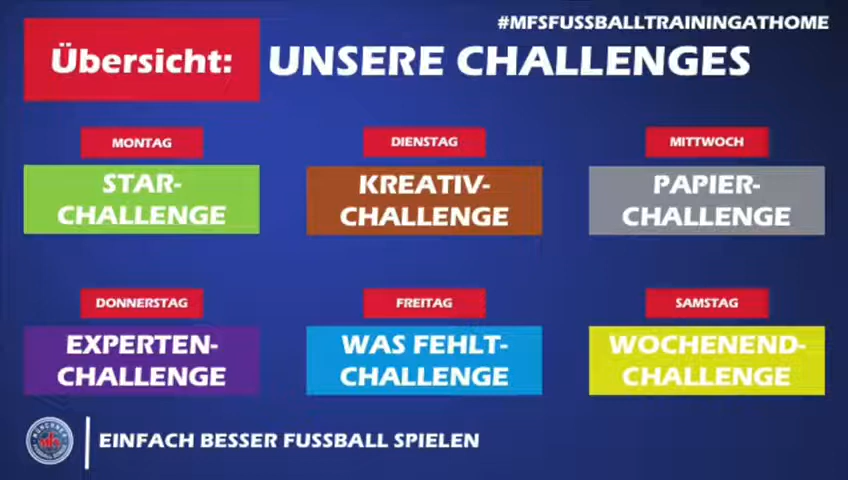 #MFSFUSSBALLTRAININGATHOME
Übersicht: UNSERE CHALLENGES
MONTAG
STAR-
CHALLENGE
DIENSTAG
KREATIV-
CHALLENGE
MITTWOCH
PAPIER-
CHALLENGE
DONNERSTAG
EXPERTEN-
CHALLENGE
FREITAG
WAS FEHLT-
CHALLENGE
SAMSTAG
WOCHENEND-
CHALLENGE
MÜNCHNER
EINFACH BESSER FUSSBALL SPIELEN